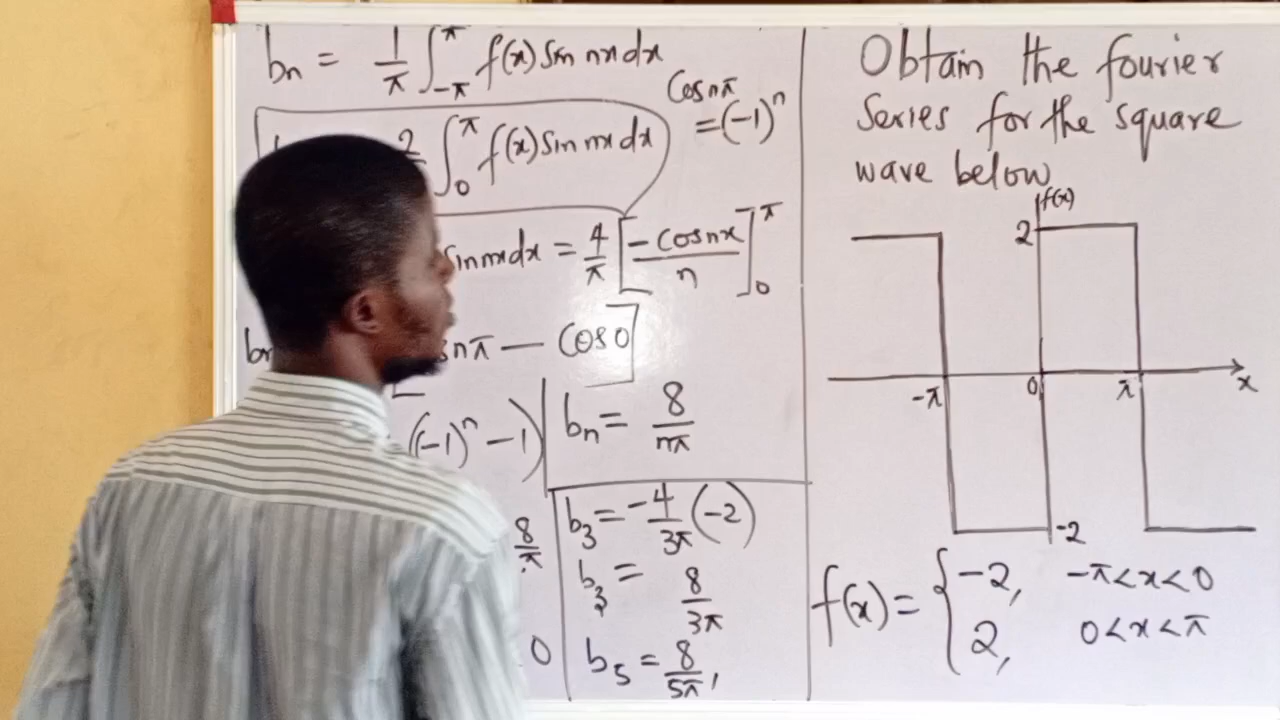 bn = 1/π ∫_{-π}^{π} f(x) sin nx dx
Cos nπ
= (-1)^n
2 ∫_0^π f(x) sin nx dx
sin nx dx = 4/π [-cos nx / n]_0^π
nπ — Cos 0]
(-1)^n - 1)
bn = 8/nπ
8/π
0
b3 = -4/3π (-2)
b3 = 8/3π
b5 = 8/5π,
Obtain the fourier
Series for the square
wave below
f(x)
2
-π 0 π x
-2
f(x) = { -2, -π < x < 0
2, 0 < x < π